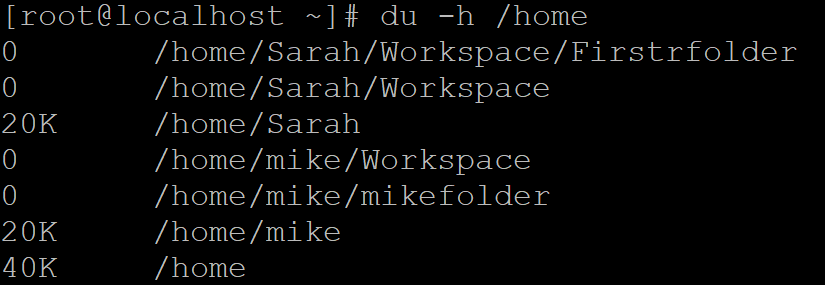 [root@localhost ~]# du -h /home
0 /home/Sarah/Workspace/Firstrfolder
0 /home/Sarah/Workspace
20K /home/Sarah
0 /home/mike/Workspace
0 /home/mike/mikefolder
20K /home/mike
40K /home